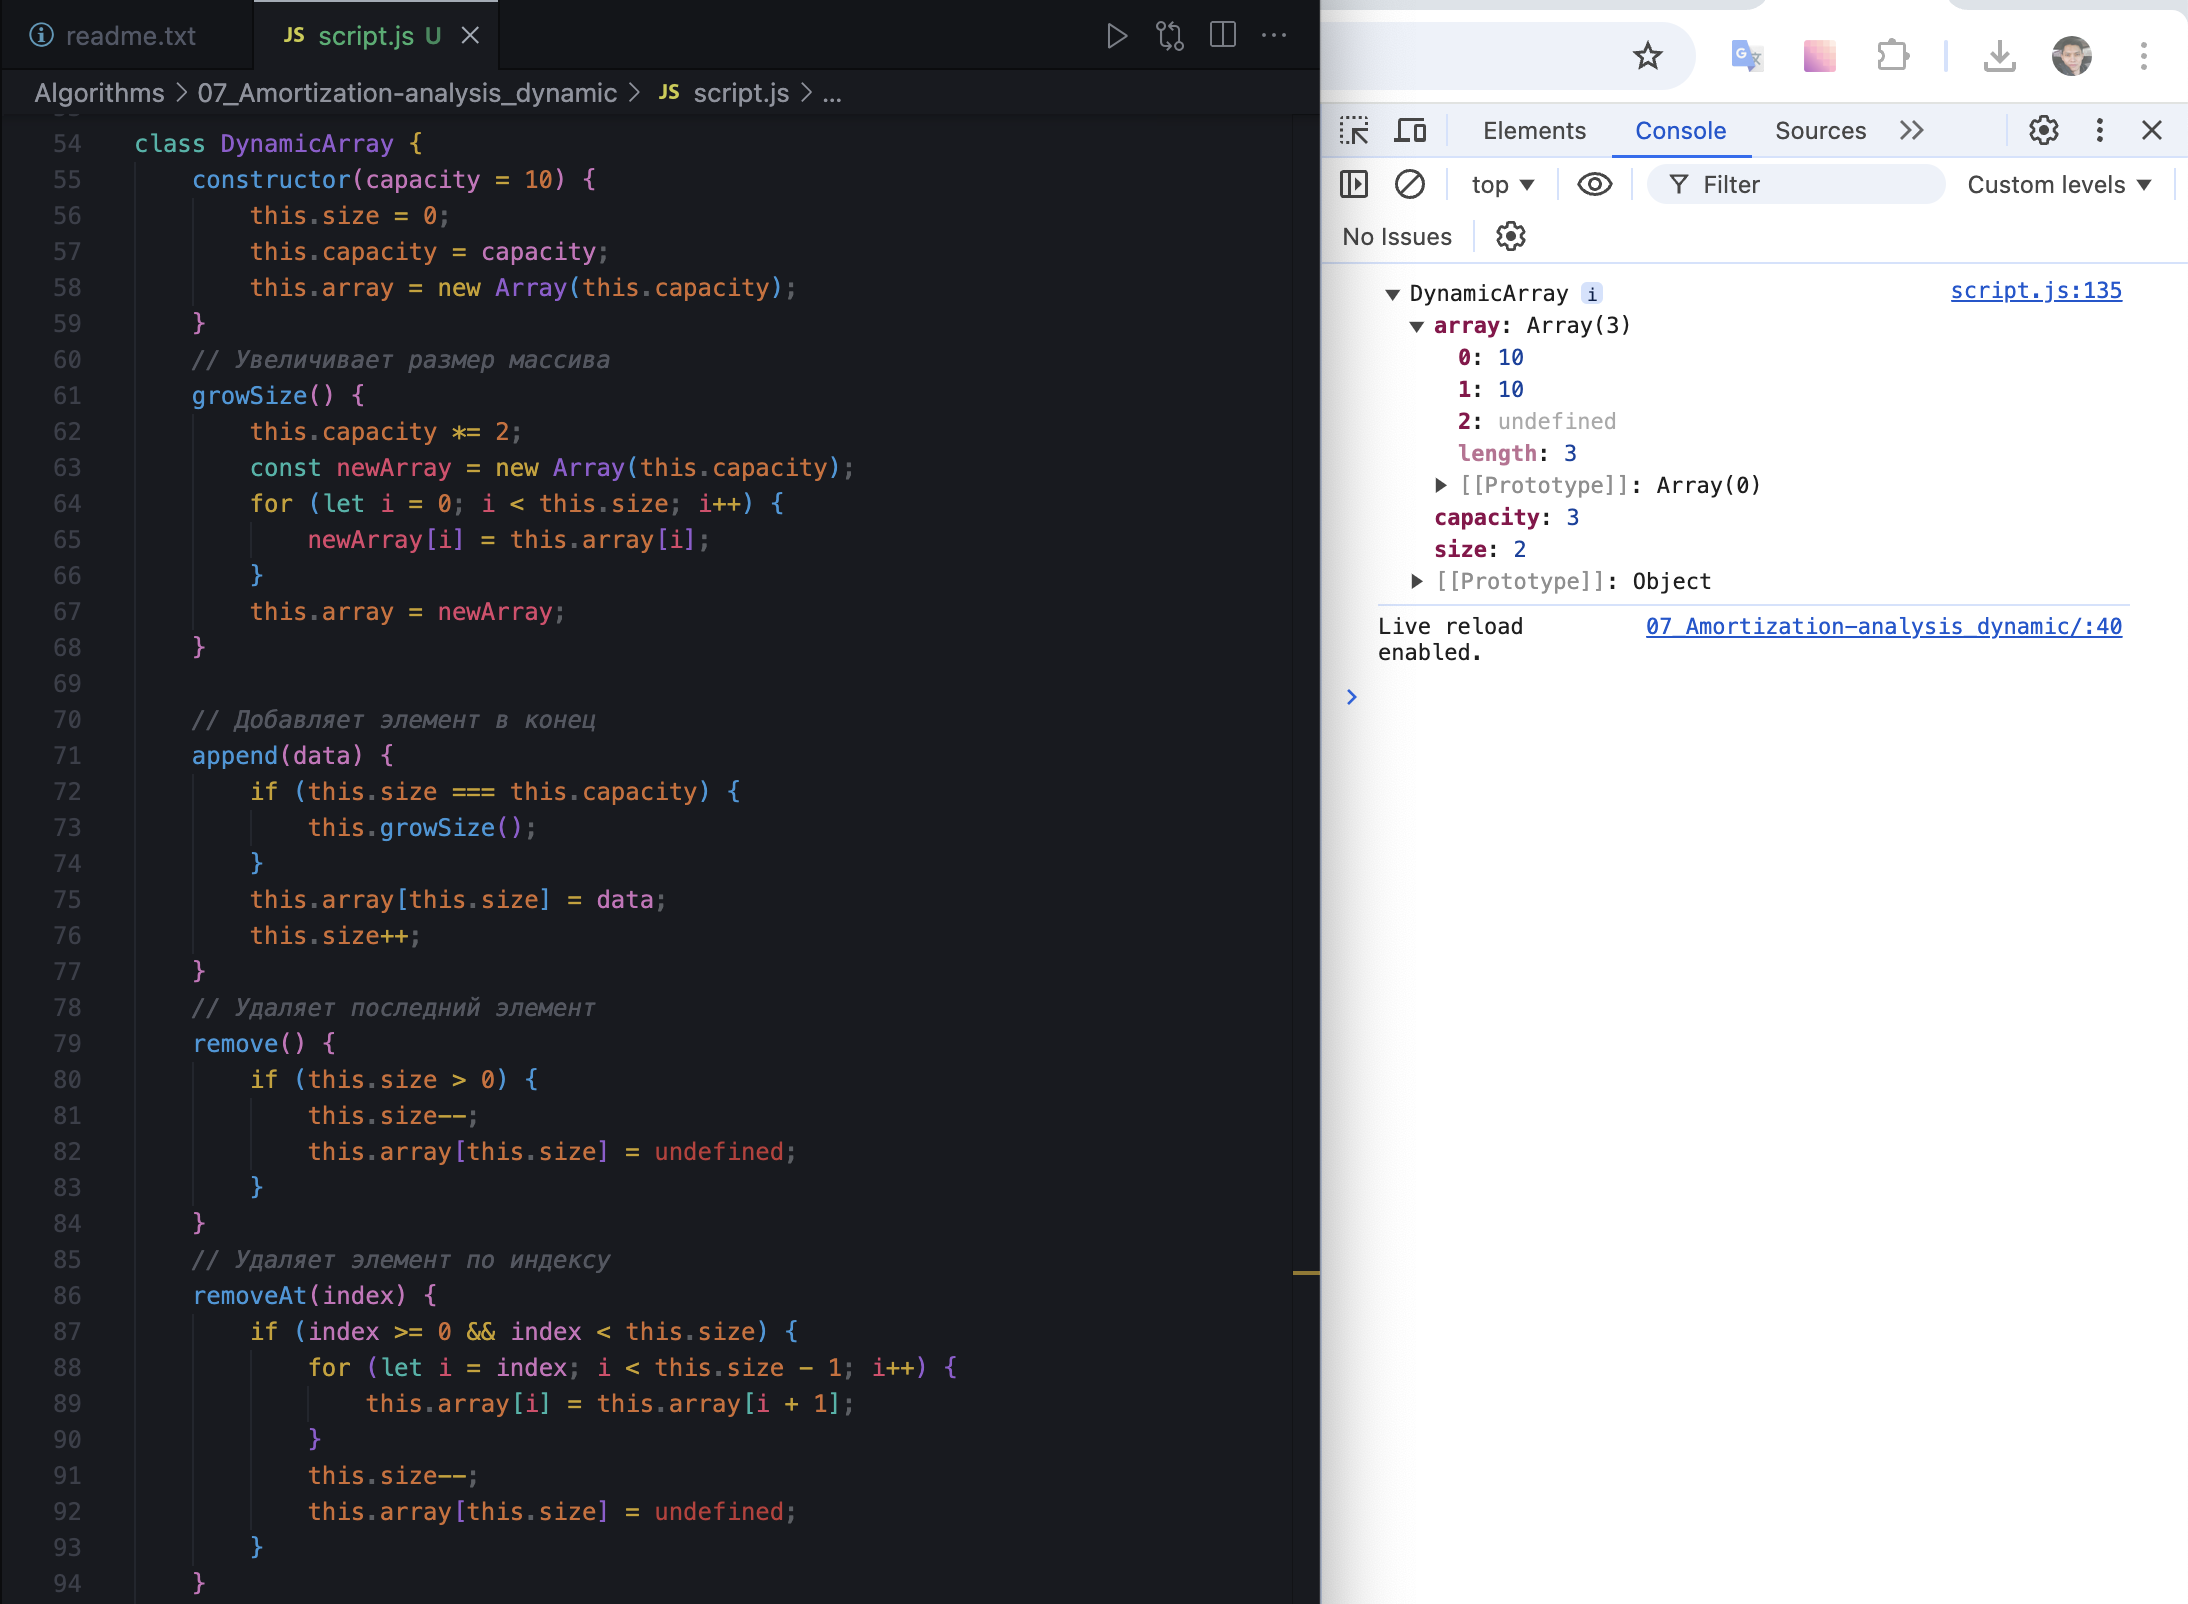 readme.txt
JS script.js U
Algorithms > 07_Amortization-analysis_dynamic > JS script.js > ...
54 class DynamicArray {
55 constructor(capacity = 10) {
56 this.size = 0;
57 this.capacity = capacity;
58 this.array = new Array(this.capacity);
59 }
60 // Увеличивает размер массива
61 growSize() {
62 this.capacity *= 2;
63 const newArray = new Array(this.capacity);
64 for (let i = 0; i < this.size; i++) {
65 newArray[i] = this.array[i];
66 }
67 this.array = newArray;
68 }
69
70 // Добавляет элемент в конец
71 append(data) {
72 if (this.size === this.capacity) {
73 this.growSize();
74 }
75 this.array[this.size] = data;
76 this.size++;
77 }
78 // Удаляет последний элемент
79 remove() {
80 if (this.size > 0) {
81 this.size--;
82 this.array[this.size] = undefined;
83 }
84 }
85 // Удаляет элемент по индексу
86 removeAt(index) {
87 if (index >= 0 && index < this.size) {
88 for (let i = index; i < this.size - 1; i++) {
89 this.array[i] = this.array[i + 1];
90 }
91 this.size--;
92 this.array[this.size] = undefined;
93 }
94 }
Elements Console Sources
top Filter Custom levels
No Issues
DynamicArray i script.js:135
array: Array(3)
0: 10
1: 10
2: undefined
length: 3
[[Prototype]]: Array(0)
capacity: 3
size: 2
[[Prototype]]: Object
Live reload 07_Amortization-analysis_dynamic/:40
enabled.